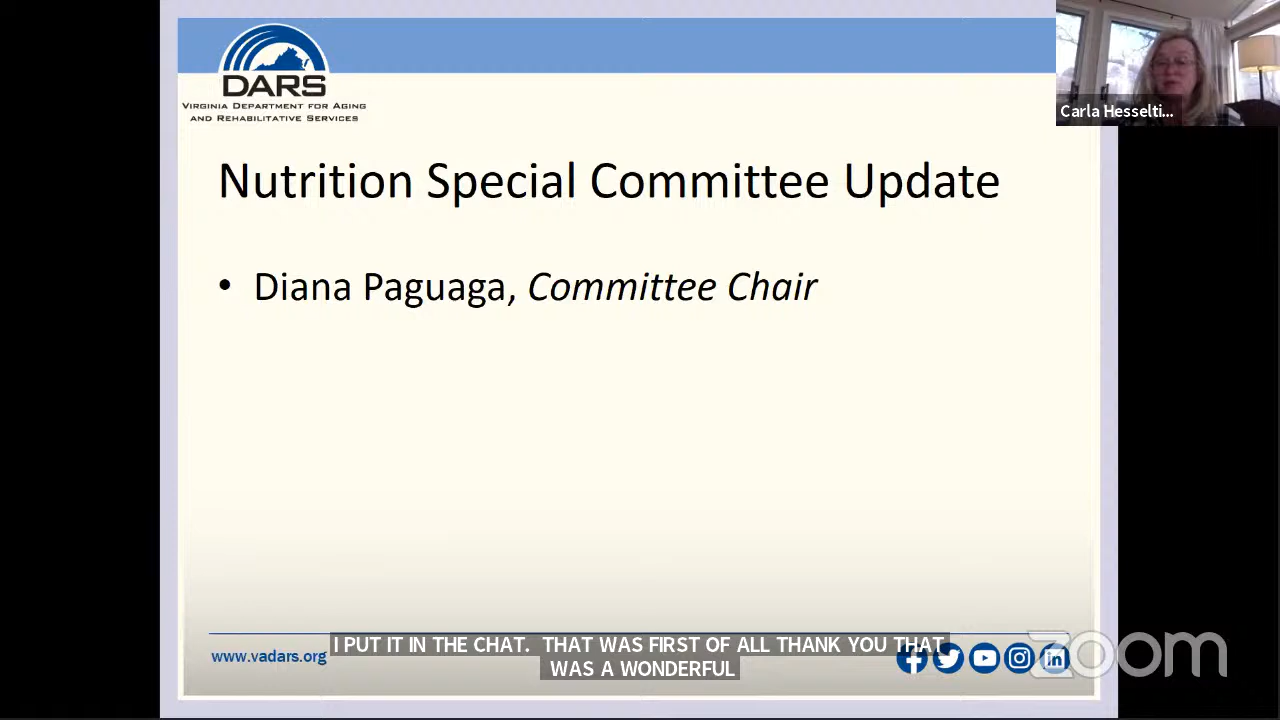 DARS
VIRGINIA DEPARTMENT FOR AGING
AND REHABILITATIVE SERVICES
Carla Hesselti...
Nutrition Special Committee Update
• Diana Paguaga, Committee Chair
I PUT IT IN THE CHAT. THAT WAS FIRST OF ALL THANK YOU THAT
WAS A WONDERFUL
www.vadars.org
zoom